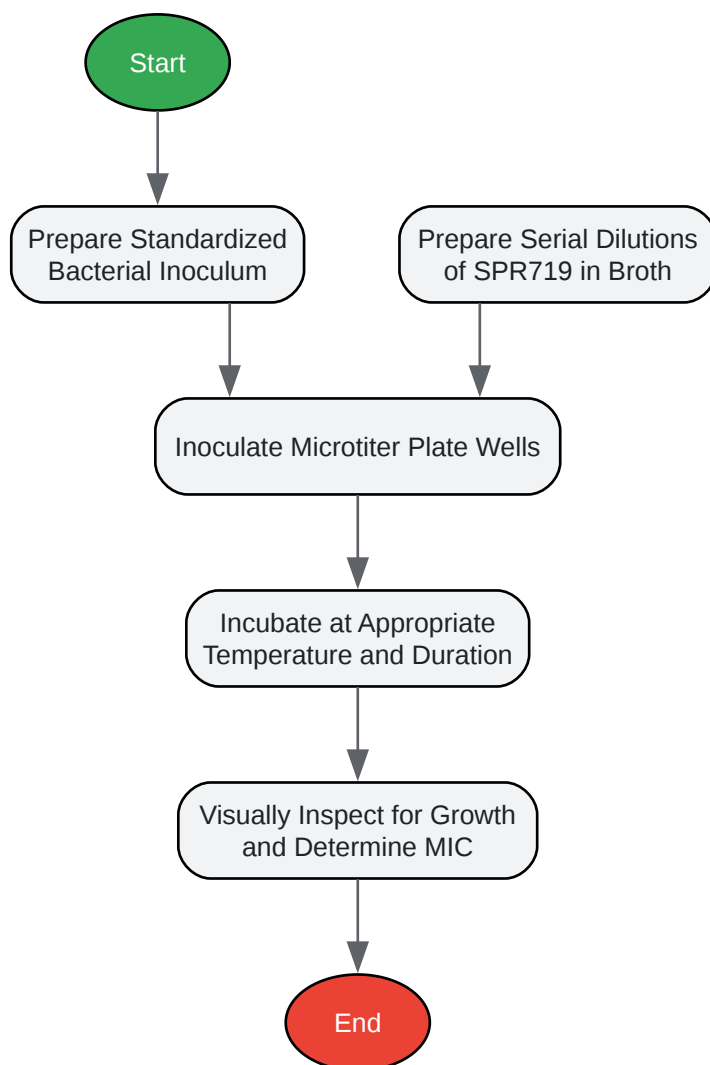 Start
Prepare Standardized
Bacterial Inoculum
Prepare Serial Dilutions
of SPR719 in Broth
Inoculate Microtiter Plate Wells
Incubate at Appropriate
Temperature and Duration
Visually Inspect for Growth
and Determine MIC
End